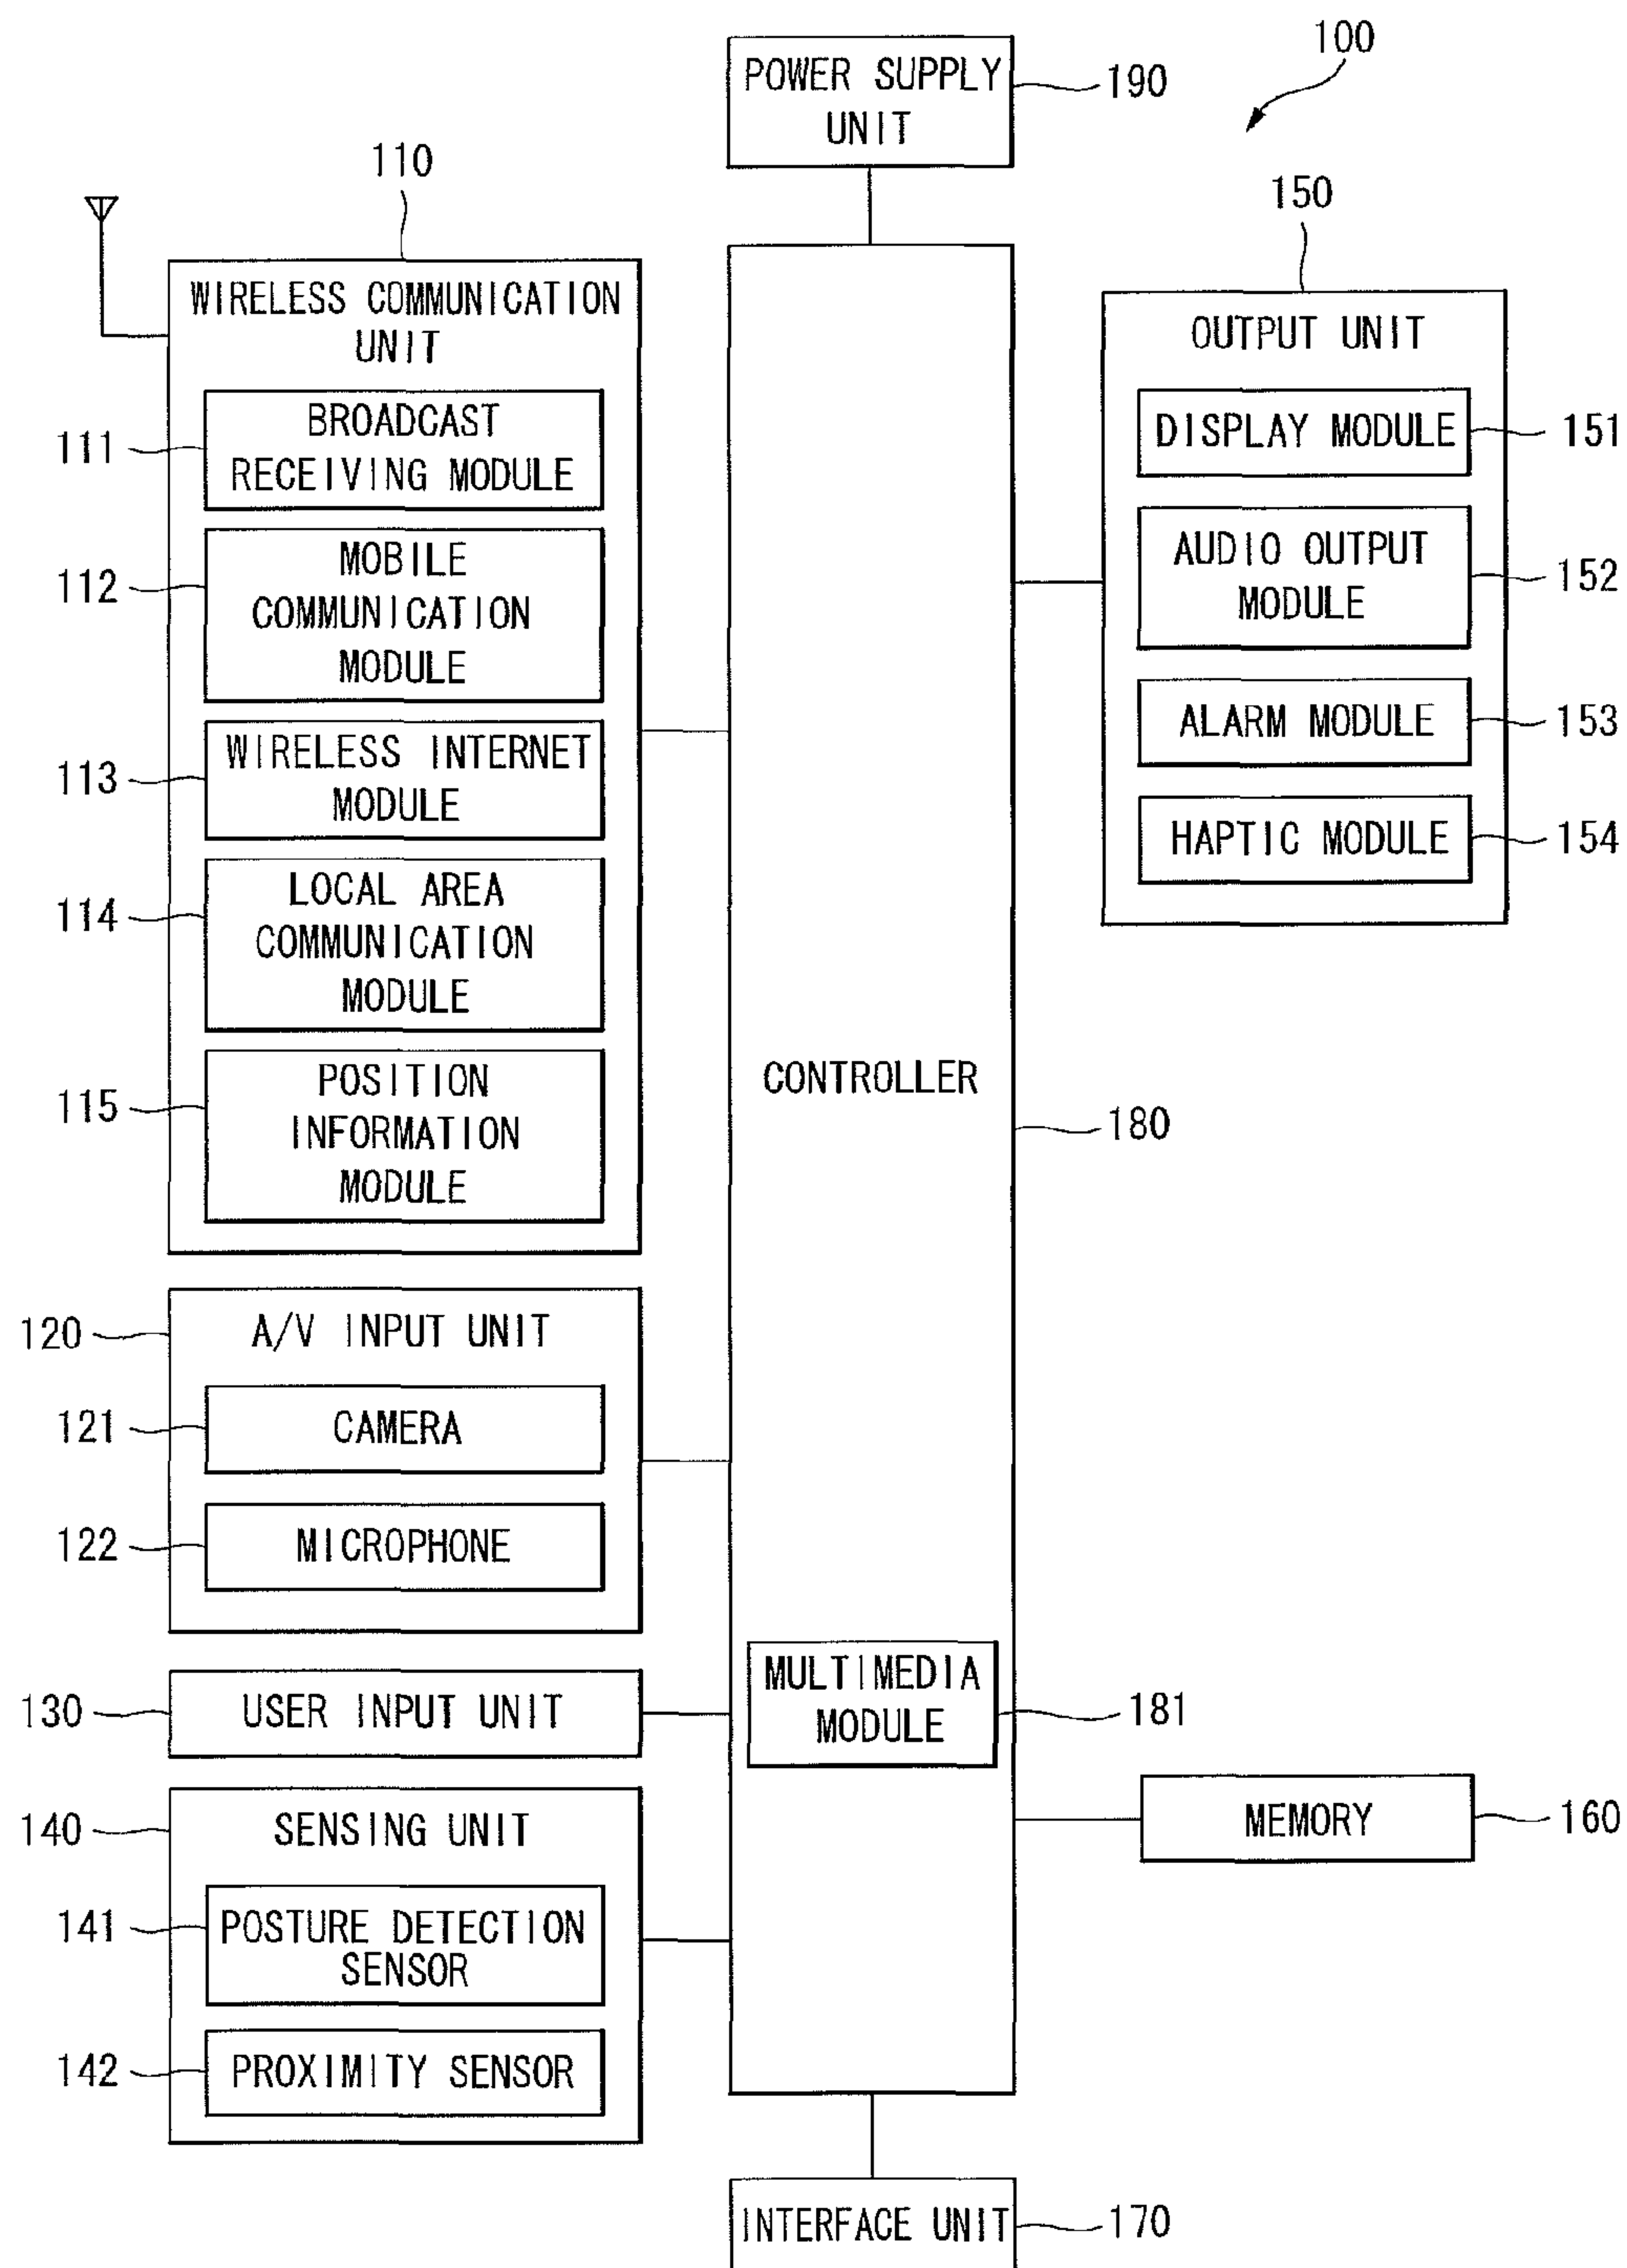 100
POWER SUPPLY
UNIT
190
110
WIRELESS COMMUNICATION
UNIT
111
BROADCAST
RECEIVING MODULE
112
MOBILE
COMMUNICATION
MODULE
113
WIRELESS INTERNET
MODULE
114
LOCAL AREA
COMMUNICATION
MODULE
115
POSITION
INFORMATION
MODULE
120
A/V INPUT UNIT
121
CAMERA
122
MICROPHONE
130
USER INPUT UNIT
140
SENSING UNIT
141
POSTURE DETECTION
SENSOR
142
PROXIMITY SENSOR
CONTROLLER
180
MULTIMEDIA
MODULE
181
150
OUTPUT UNIT
DISPLAY MODULE
151
AUDIO OUTPUT
MODULE
152
ALARM MODULE
153
HAPTIC MODULE
154
MEMORY
160
INTERFACE UNIT
170